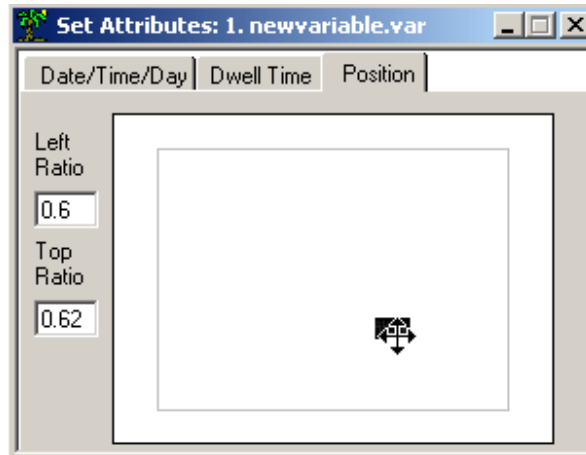 Set Attributes: 1. newvariable.var
Date/Time/Day Dwell Time Position
Left
Ratio
0.6
Top
Ratio
0.62